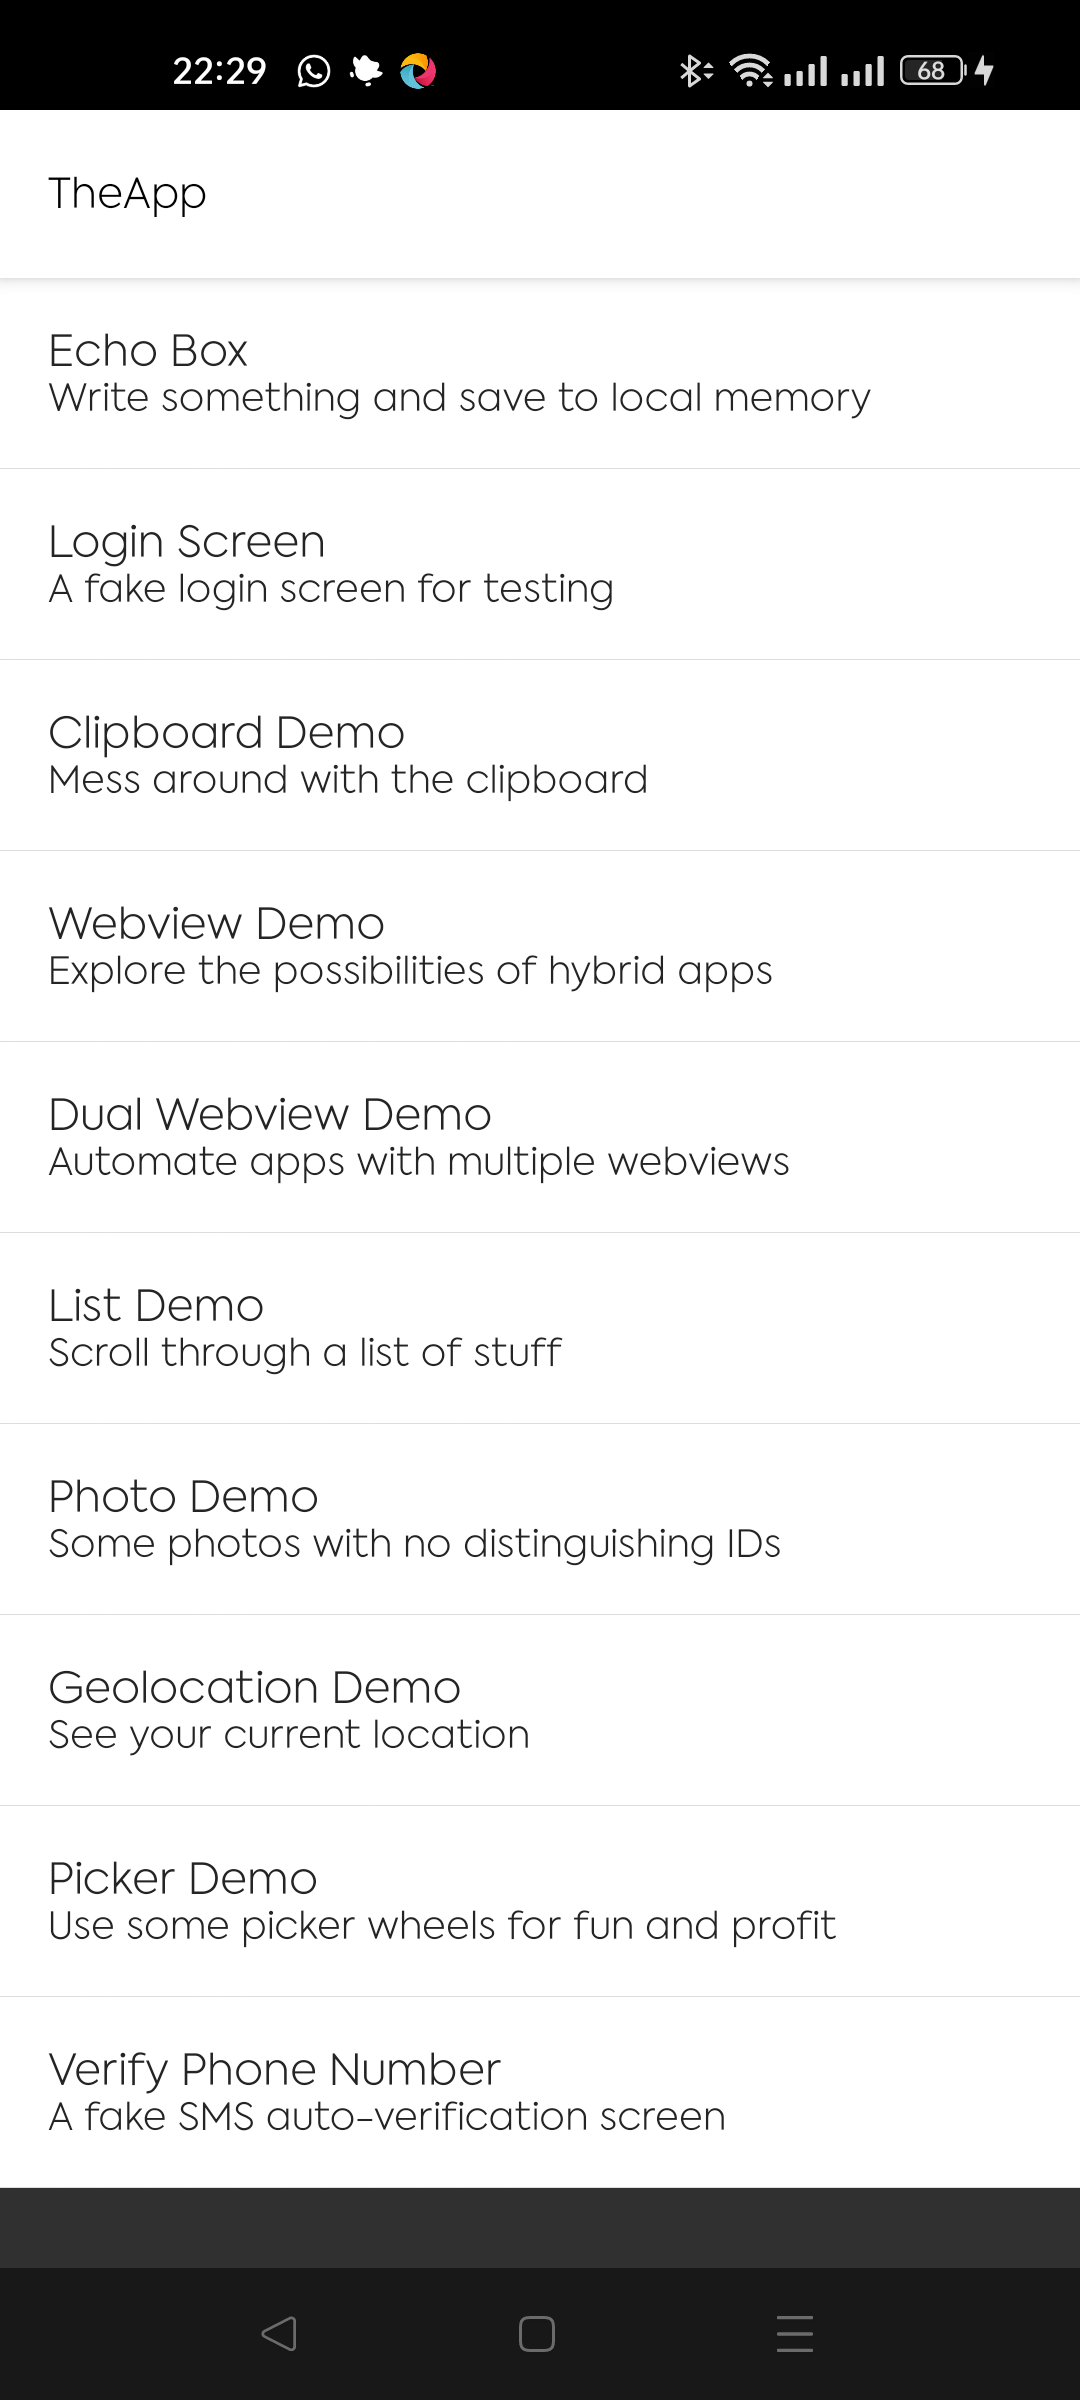 22:29
68
TheApp
Echo Box
Write something and save to local memory
Login Screen
A fake login screen for testing
Clipboard Demo
Mess around with the clipboard
Webview Demo
Explore the possibilities of hybrid apps
Dual Webview Demo
Automate apps with multiple webviews
List Demo
Scroll through a list of stuff
Photo Demo
Some photos with no distinguishing IDs
Geolocation Demo
See your current location
Picker Demo
Use some picker wheels for fun and profit
Verify Phone Number
A fake SMS auto-verification screen